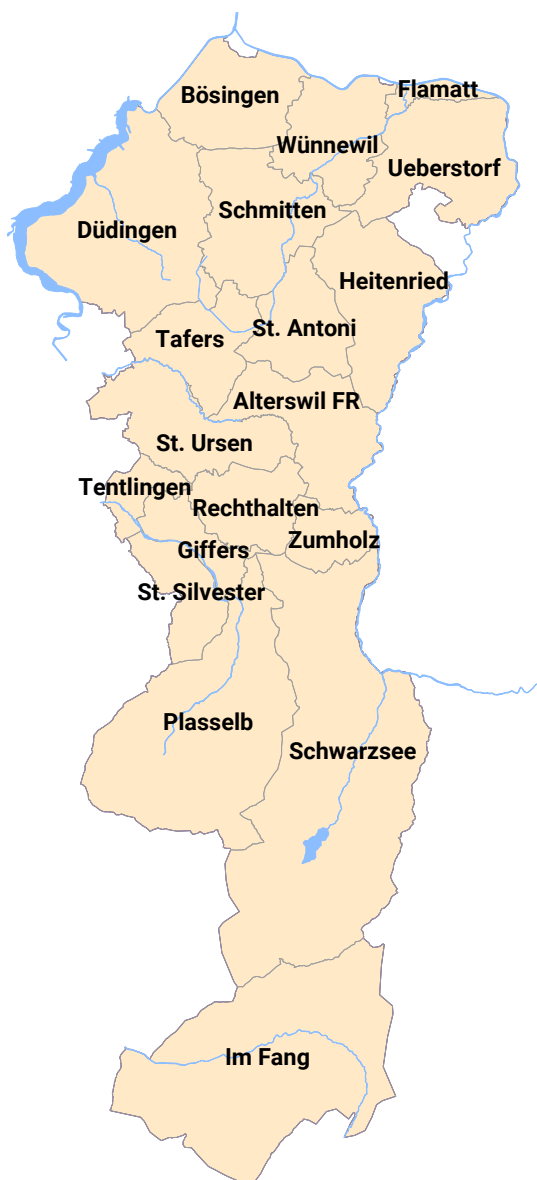 Flamatt
Bösingen
Wünnewil
Ueberstorf
Schmitten
Düdingen
Heitenried
St. Antoni
Tafers
Alterswil FR
St. Ursen
Tentlingen
Rechthalten
Zumholz
Giffers
St. Silvester
Plasselb
Schwarzsee
Im Fang